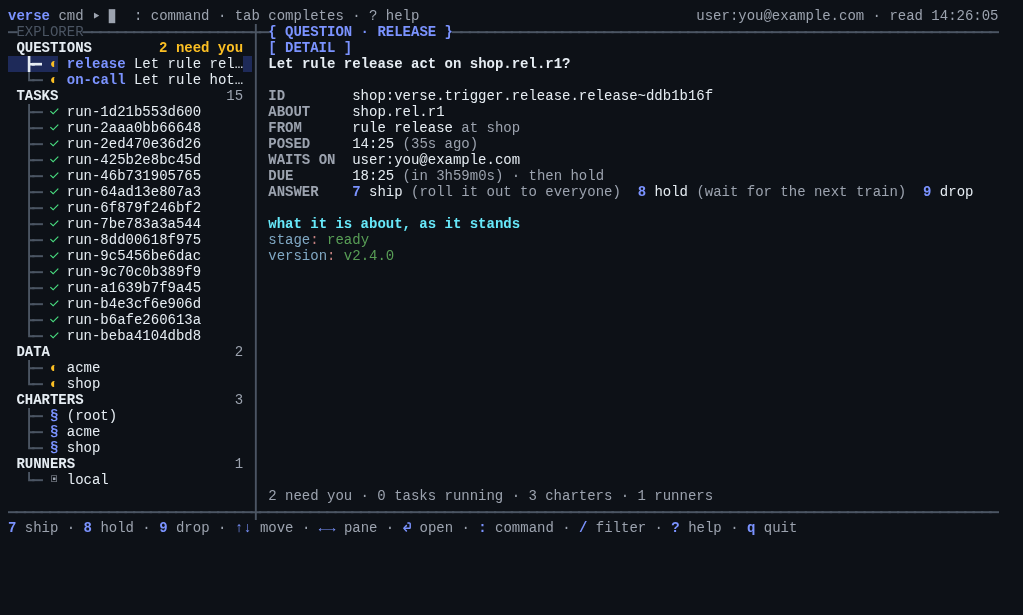 verse cmd ▸ : command · tab completes · ? help user:you@example.com · read 14:26:05
EXPLORER
{ QUESTION · RELEASE }
QUESTIONS 2 need you
[ DETAIL ]
release Let rule rel…
Let rule release act on shop.rel.r1?
on-call Let rule hot…
TASKS 15
ID shop:verse.trigger.release.release~ddb1b16f
✓ run-1d21b553d600
ABOUT shop.rel.r1
✓ run-2aaa0bb66648
FROM rule release at shop
✓ run-2ed470e36d26
POSED 14:25 (35s ago)
✓ run-425b2e8bc45d
WAITS ON user:you@example.com
✓ run-46b731905765
DUE 18:25 (in 3h59m0s) · then hold
✓ run-64ad13e807a3
ANSWER 7 ship (roll it out to everyone) 8 hold (wait for the next train) 9 drop
✓ run-6f879f246bf2
✓ run-7be783a3a544
what it is about, as it stands
✓ run-8dd00618f975
stage: ready
✓ run-9c5456be6dac
version: v2.4.0
✓ run-9c70c0b389f9
✓ run-a1639b7f9a45
✓ run-b4e3cf6e906d
✓ run-b6afe260613a
✓ run-beba4104dbd8
DATA 2
acme
shop
CHARTERS 3
§ (root)
§ acme
§ shop
RUNNERS 1
local
2 need you · 0 tasks running · 3 charters · 1 runners
7 ship · 8 hold · 9 drop · ↑↓ move · ←→ pane · ⏎ open · : command · / filter · ? help · q quit